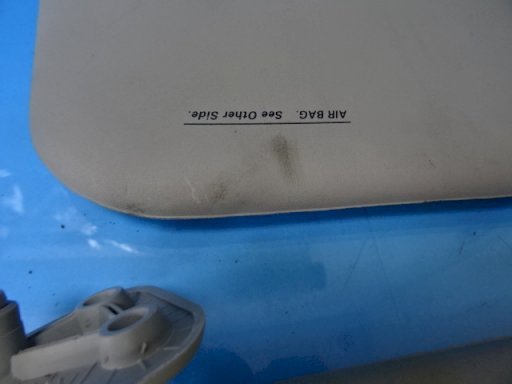 AIR BAG. See Other Side.